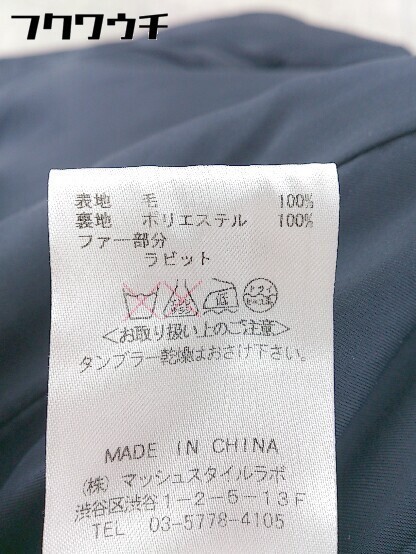 フクワウチ
表地 毛 100%
裏地 ポリエステル 100%
ファー部分
ラビット
低
<お取り扱い上のご注意>
タンブラー乾燥はおさけ下さい。
MADE IN CHINA
(株) マッシュスタイルラボ
渋谷区渋谷1-2-5-13F
TEL 03-5778-4105